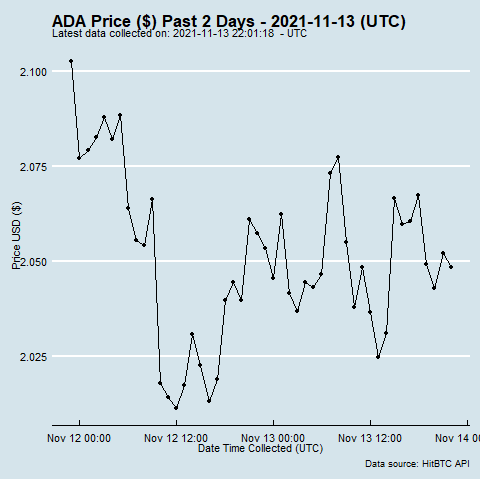 ADA Price ($) Past 2 Days - 2021-11-13 (UTC)
Latest data collected on: 2021-11-13 22:01:18 - UTC
2.100
2.075
2.050
2.025
Price USD ($)
Nov 12 00:00
Nov 12 12:00
Nov 13 00:00
Nov 13 12:00
Nov 14 00
Date Time Collected (UTC)
Data source: HitBTC API